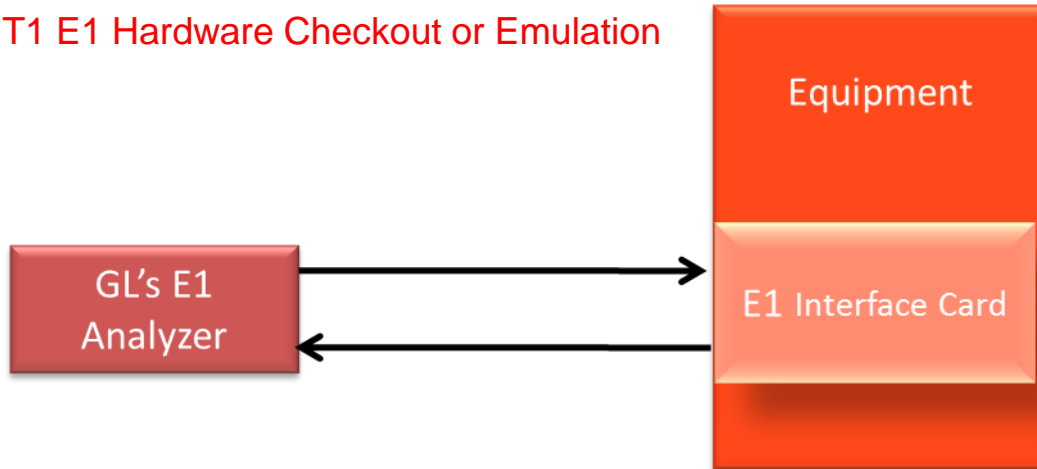 T1 E1 Hardware Checkout or Emulation
Equipment
GL’s E1
Analyzer
E1 Interface Card